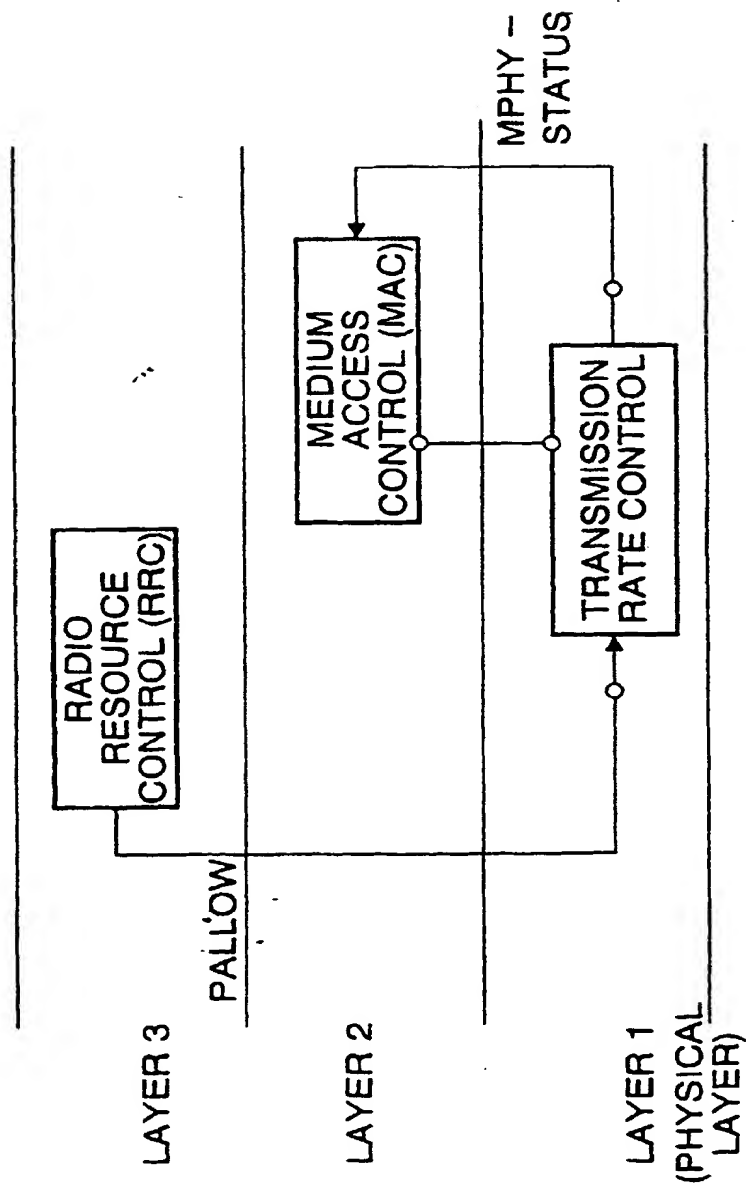 LAYER 3
RADIO
RESOURCE
CONTROL (RRC)
PALLOW
LAYER 2
MEDIUM
ACCESS
CONTROL (MAC)
MPHY –
STATUS
LAYER 1
(PHYSICAL
LAYER)
TRANSMISSION
RATE CONTROL